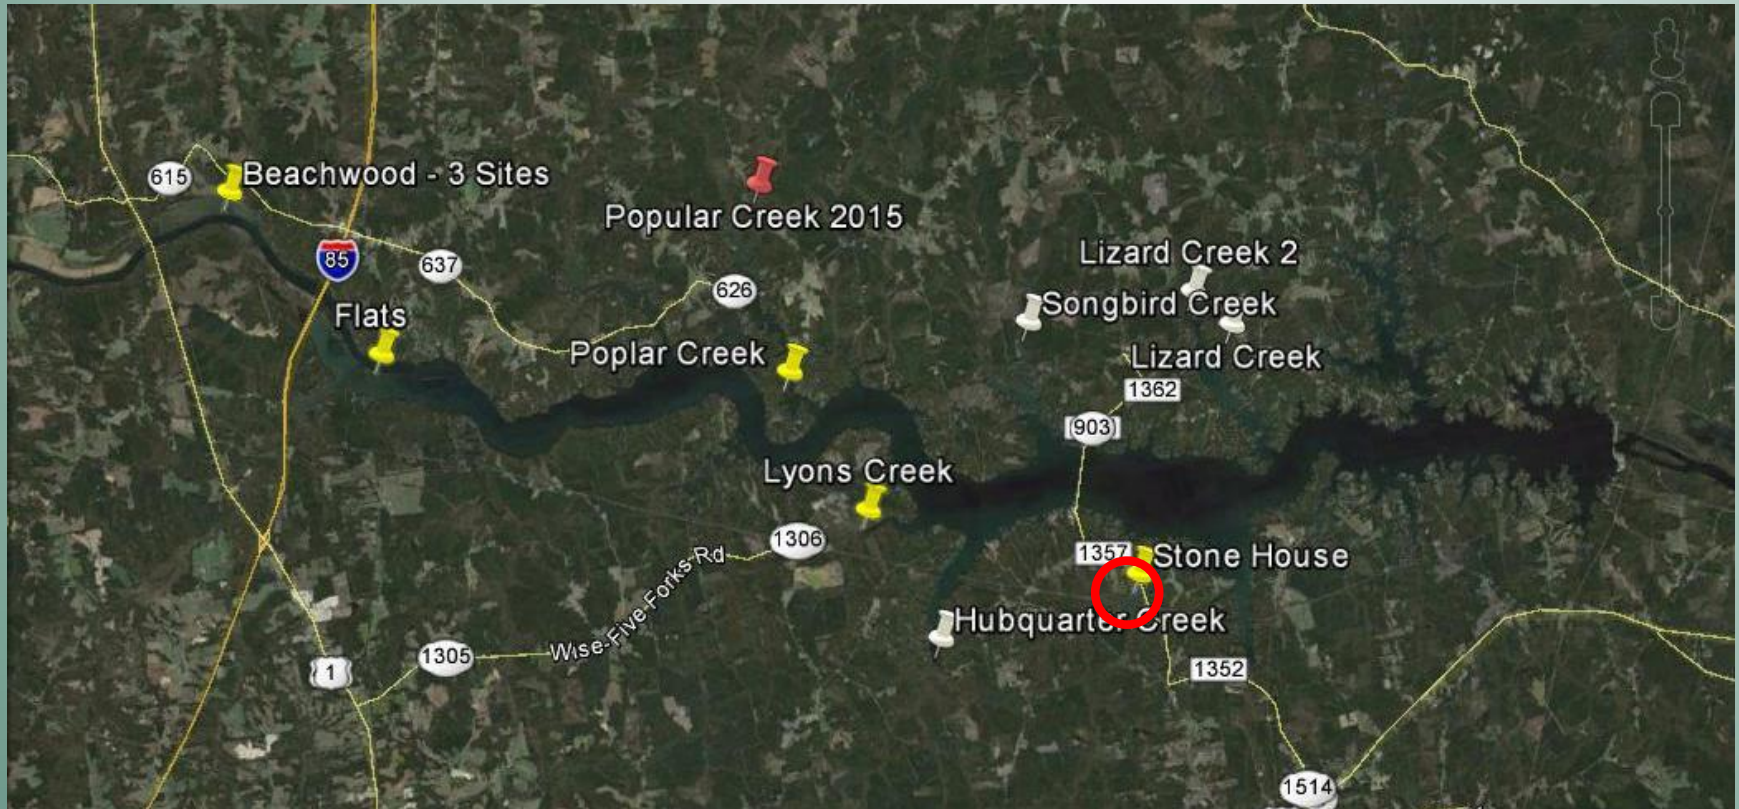 615
Beachwood - 3 Sites
Popular Creek 2015
85
637
626
Lizard Creek 2
Songbird Creek
Flats
Poplar Creek
Lizard Creek
1362
903
Lyons Creek
1306
1357
Stone House
Wise-Five-Forks Rd
Hubquarter Creek
1305
1
1352
1514